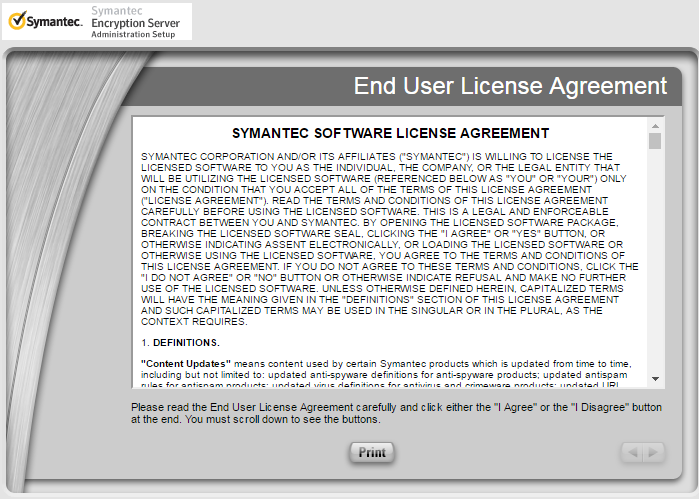 Symantec.
Symantec
Encryption Server
Administration Setup
End User License Agreement
SYMANTEC SOFTWARE LICENSE AGREEMENT
SYMANTEC CORPORATION AND/OR ITS AFFILIATES ("SYMANTEC") IS WILLING TO LICENSE THE
LICENSED SOFTWARE TO YOU AS THE INDIVIDUAL, THE COMPANY, OR THE LEGAL ENTITY THAT
WILL BE UTILIZING THE LICENSED SOFTWARE (REFERENCED BELOW AS "YOU" OR "YOUR") ONLY
ON THE CONDITION THAT YOU ACCEPT ALL OF THE TERMS OF THIS LICENSE AGREEMENT
("LICENSE AGREEMENT"). READ THE TERMS AND CONDITIONS OF THIS LICENSE AGREEMENT
CAREFULLY BEFORE USING THE LICENSED SOFTWARE. THIS IS A LEGAL AND ENFORCEABLE
CONTRACT BETWEEN YOU AND SYMANTEC. BY OPENING THE LICENSED SOFTWARE PACKAGE,
BREAKING THE LICENSED SOFTWARE SEAL, CLICKING THE "I AGREE" OR "YES" BUTTON, OR
OTHERWISE INDICATING ASSENT ELECTRONICALLY, OR LOADING THE LICENSED SOFTWARE OR
OTHERWISE USING THE LICENSED SOFTWARE, YOU AGREE TO THE TERMS AND CONDITIONS OF
THIS LICENSE AGREEMENT. IF YOU DO NOT AGREE TO THESE TERMS AND CONDITIONS, CLICK THE
"I DO NOT AGREE" OR "NO" BUTTON OR OTHERWISE INDICATE REFUSAL AND MAKE NO FURTHER
USE OF THE LICENSED SOFTWARE. UNLESS OTHERWISE DEFINED HEREIN, CAPITALIZED TERMS
WILL HAVE THE MEANING GIVEN IN THE "DEFINITIONS" SECTION OF THIS LICENSE AGREEMENT
AND SUCH CAPITALIZED TERMS MAY BE USED IN THE SINGULAR OR IN THE PLURAL, AS THE
CONTEXT REQUIRES.
1. DEFINITIONS.
"Content Updates" means content used by certain Symantec products which is updated from time to time,
including but not limited to: updated anti-spyware definitions for anti-spyware products; updated antispam
rules for antispam products; updated virus definitions for antivirus and crimeware products; updated URL
Please read the End User License Agreement carefully and click either the "I Agree" or the "I Disagree" button
at the end. You must scroll down to see the buttons.
Print